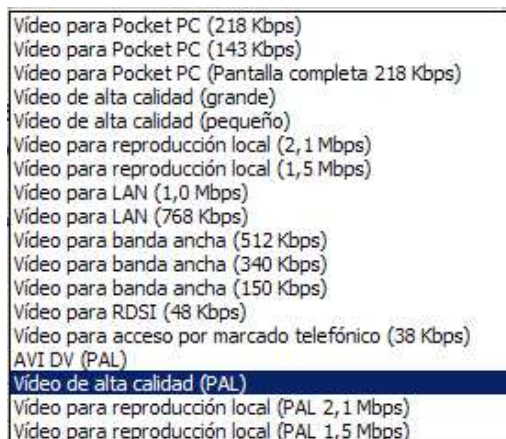 Vídeo para Pocket PC (218 Kbps)
Vídeo para Pocket PC (143 Kbps)
Vídeo para Pocket PC (Pantalla completa 218 Kbps)
Vídeo de alta calidad (grande)
Vídeo de alta calidad (pequeño)
Vídeo para reproducción local (2,1 Mbps)
Vídeo para reproducción local (1,5 Mbps)
Vídeo para LAN (1,0 Mbps)
Vídeo para LAN (768 Kbps)
Vídeo para banda ancha (512 Kbps)
Vídeo para banda ancha (340 Kbps)
Vídeo para banda ancha (150 Kbps)
Vídeo para RDSI (48 Kbps)
Vídeo para acceso por marcado telefónico (38 Kbps)
AVI DV (PAL)
Vídeo de alta calidad (PAL)
Vídeo para reproducción local (PAL 2,1 Mbps)
Vídeo para reproducción local (PAL 1,5 Mbps)